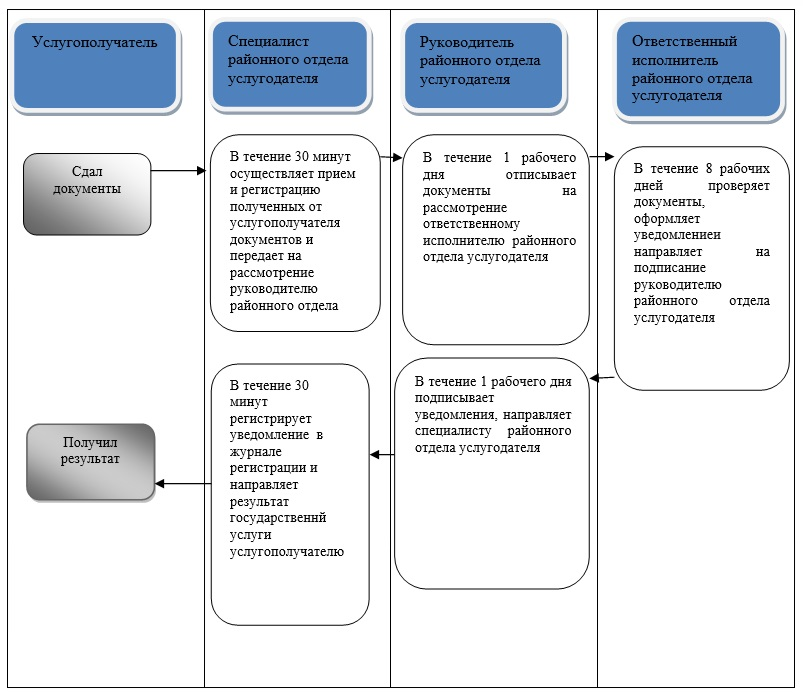 Услугополучатель
Специалист
районного отдела
услугодателя
Руководитель
районного отдела
услугодателя
Ответственный
исполнитель
районного отдела
услугодателя
Сдал
документы
В течение 30 минут
осуществляет прием
и регистрацию
полученных от
услугополучателя
документов и
передает на
рассмотрение
руководителю
районного отдела
В течение 1 рабочего
дня отписывает
документы на
рассмотрение
ответственному
исполнителю районного
отдела услугодателя
В течение 8 рабочих
дней проверяет
документы,
оформляет
уведомлениеи
направляет на
подписание
руководителю
районного отдела
услугодателя
В течение 1 рабочего дня
подписывает
уведомления, направляет
специалисту районного
отдела услугодателя
В течение 30
минут
регистрирует
уведомление в
журнале
регистрации и
направляет
результат
государственнй
услуги
услугополучателю
Получил
результат